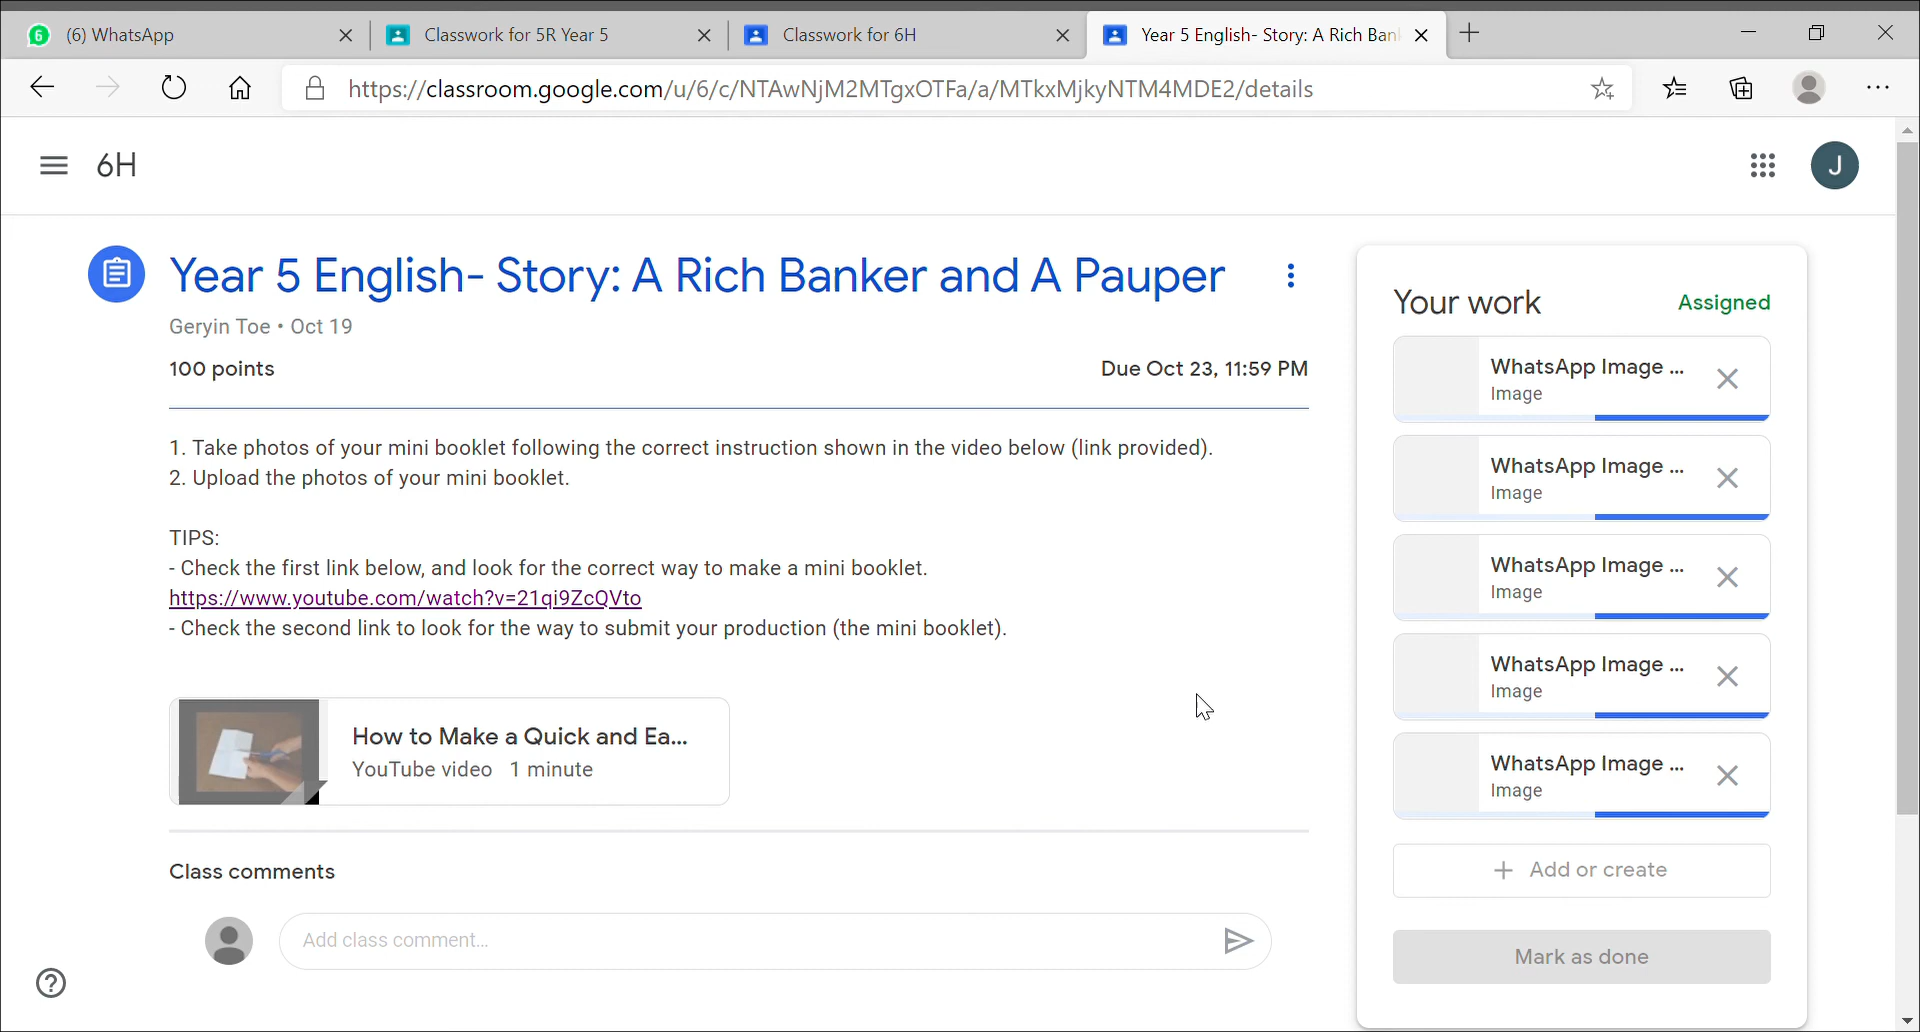 6
(6) WhatsApp
Classwork for 5R Year 5
Classwork for 6H
Year 5 English- Story: A Rich Ban
https://classroom.google.com/u/6/c/NTAwNjM2MTgxOTFa/a/MTkxMjkyNTM4MDE2/details
6H
J
Year 5 English- Story: A Rich Banker and A Pauper
Geryin Toe • Oct 19
100 points
Due Oct 23, 11:59 PM
1. Take photos of your mini booklet following the correct instruction shown in the video below (link provided).
2. Upload the photos of your mini booklet.
TIPS:
- Check the first link below, and look for the correct way to make a mini booklet.
https://www.youtube.com/watch?v=21qi9ZcQVto
- Check the second link to look for the way to submit your production (the mini booklet).
How to Make a Quick and Ea...
YouTube video 1 minute
Class comments
Add class comment...
Your work
Assigned
WhatsApp Image ...
Image
WhatsApp Image ...
Image
WhatsApp Image ...
Image
WhatsApp Image ...
Image
WhatsApp Image ...
Image
+ Add or create
Mark as done